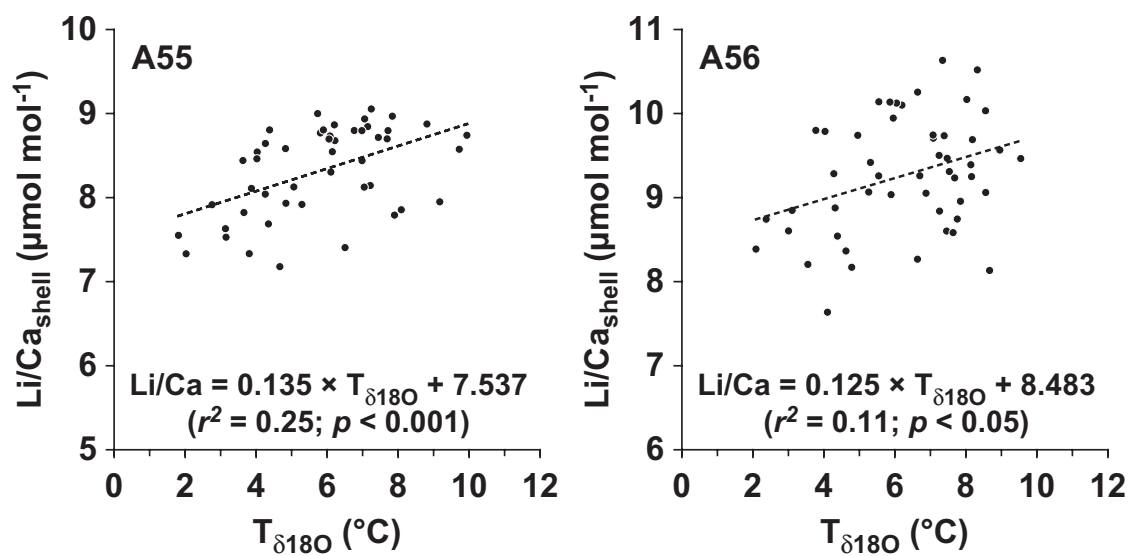 A55
Li/Ca_shell (µmol mol⁻¹)
10
9
8
7
6
5
Li/Ca = 0.135 × T_δ18O + 7.537
(r² = 0.25; p < 0.001)
0 2 4 6 8 10 12
T_δ18O (°C)
A56
Li/Ca_shell (µmol mol⁻¹)
11
10
9
8
7
6
Li/Ca = 0.125 × T_δ18O + 8.483
(r² = 0.11; p < 0.05)
0 2 4 6 8 10 12
T_δ18O (°C)